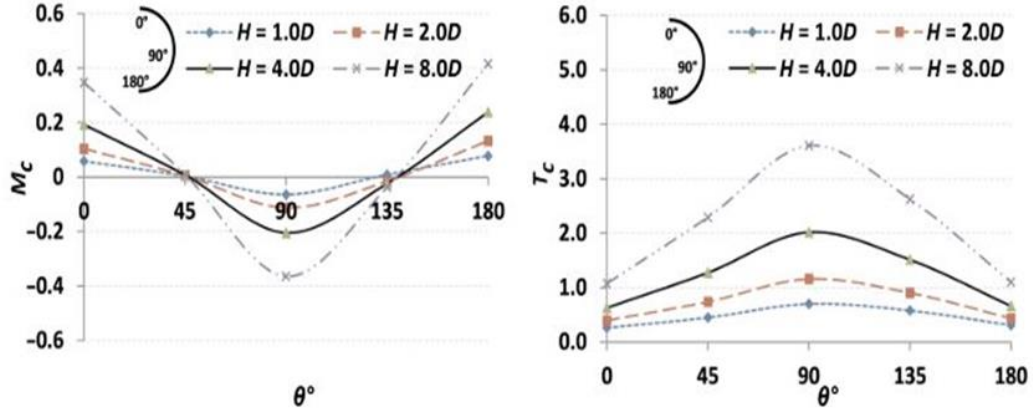 0.6
0.4
0.2
0
−0.2
−0.4
−0.6
M_C
0 45 90 135 180
θ°
0°
90°
180°
H = 1.0D H = 2.0D
H = 4.0D H = 8.0D
6.0
5.0
4.0
3.0
2.0
1.0
0.0
T_C
0 45 90 135 180
θ°
0°
90°
180°
H = 1.0D H = 2.0D
H = 4.0D H = 8.0D